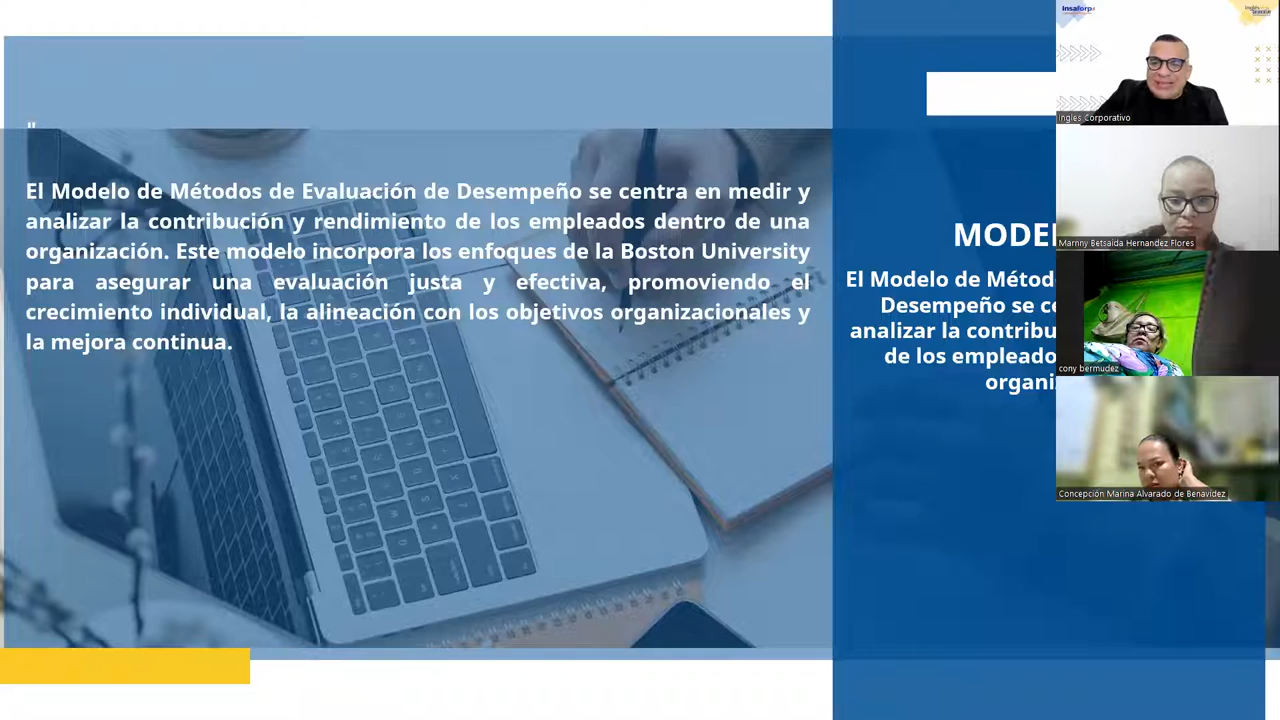 "
El Modelo de Métodos de Evaluación de Desempeño se centra en medir y
analizar la contribución y rendimiento de los empleados dentro de una
organización. Este modelo incorpora los enfoques de la Boston University
para asegurar una evaluación justa y efectiva, promoviendo el
crecimiento individual, la alineación con los objetivos organizacionales y
la mejora continua.
MODEL
El Modelo de Métod
Desempeño se ce
analizar la contribu
de los empleado
organiz
insaforp
Ingles Corporativo
Marnny Betsaida Hernandez Flores
cony bermudez
Concepción Marina Alvarado de Benavidez